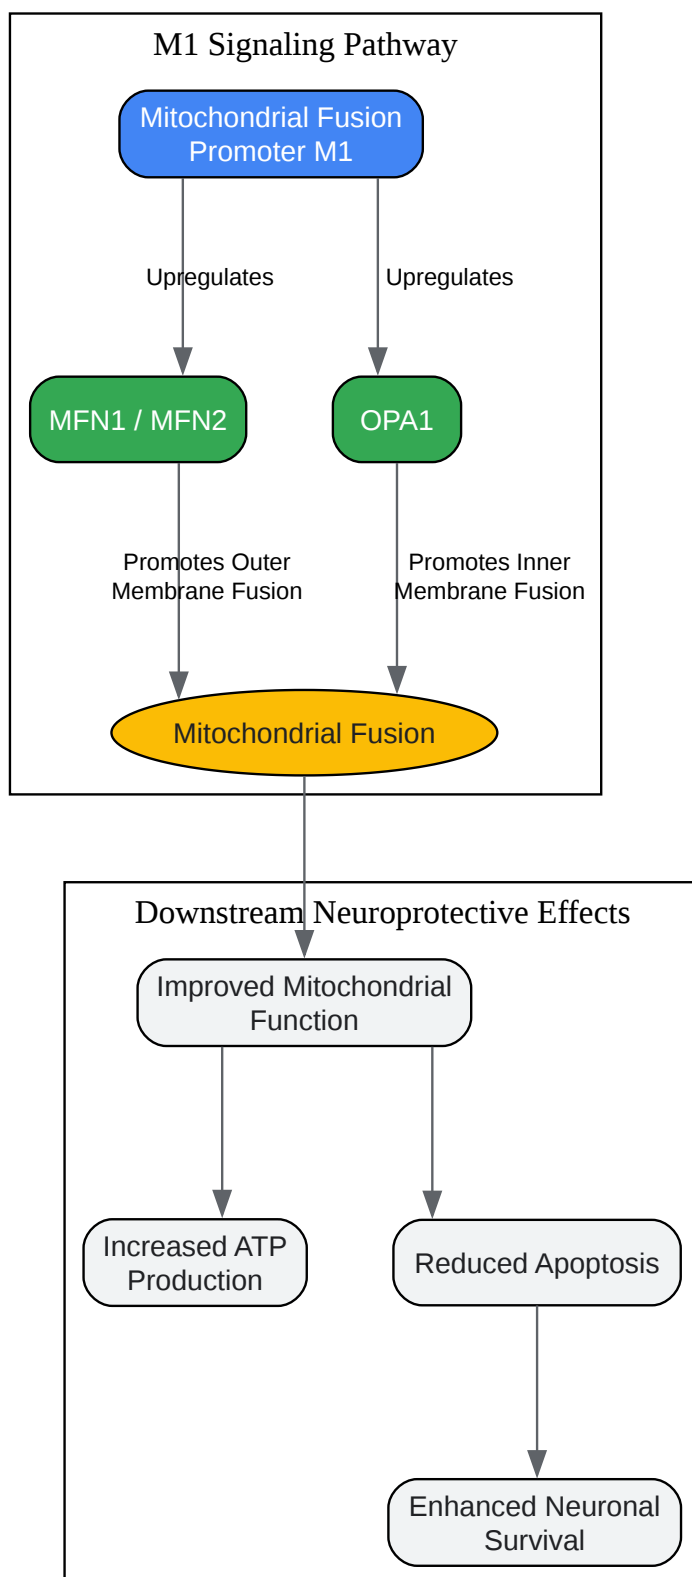 M1 Signaling Pathway
Mitochondrial Fusion
Promoter M1
Upregulates
Upregulates
MFN1 / MFN2
OPA1
Promotes Outer
Membrane Fusion
Promotes Inner
Membrane Fusion
Mitochondrial Fusion
Downstream Neuroprotective Effects
Improved Mitochondrial
Function
Increased ATP
Production
Reduced Apoptosis
Enhanced Neuronal
Survival